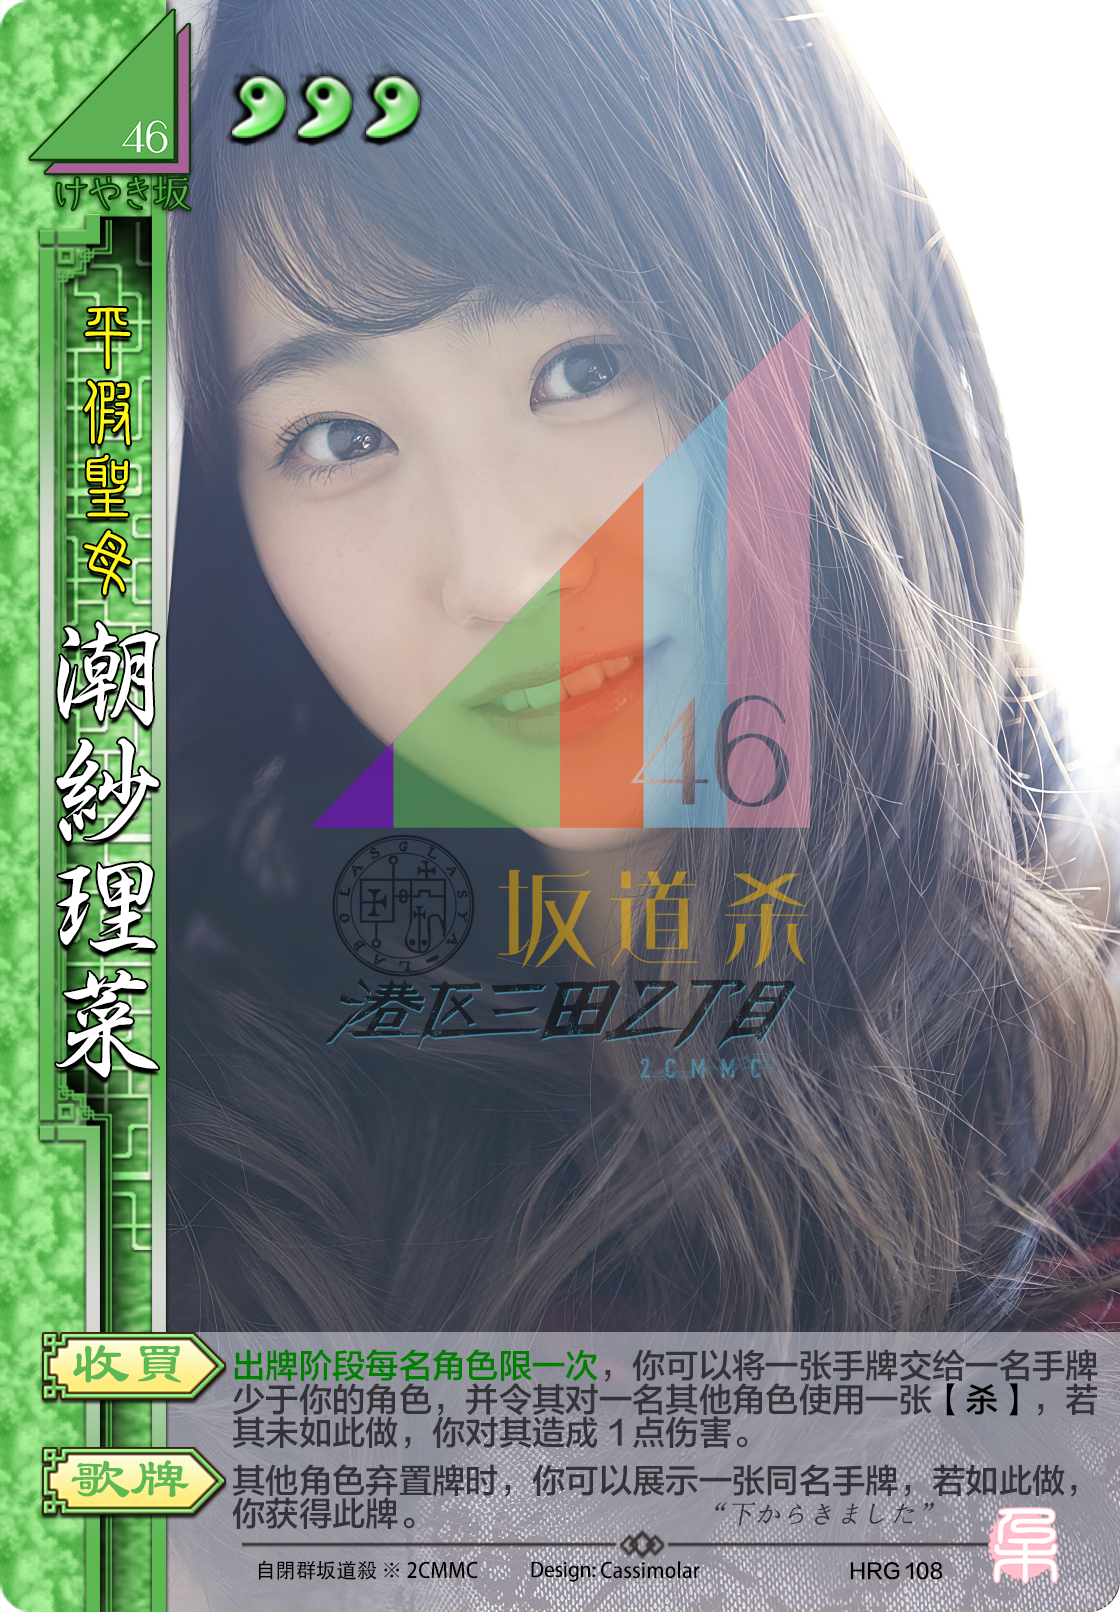 46
けやき坂
平假聖母
潮紗理菜
46
GLASYALABOLAS
坂道杀
港区三田2丁目
2CMMC
收買
出牌阶段每名角色限一次，你可以将一张手牌交给一名手牌
少于你的角色，并令其对一名其他角色使用一张【杀】，若
其未如此做，你对其造成 1点伤害。
歌牌
其他角色弃置牌时，你可以展示一张同名手牌，若如此做，
你获得此牌。
“下からきました”
自閉群坂道殺 ※ 2CMMC
Design: Cassimolar
HRG 108